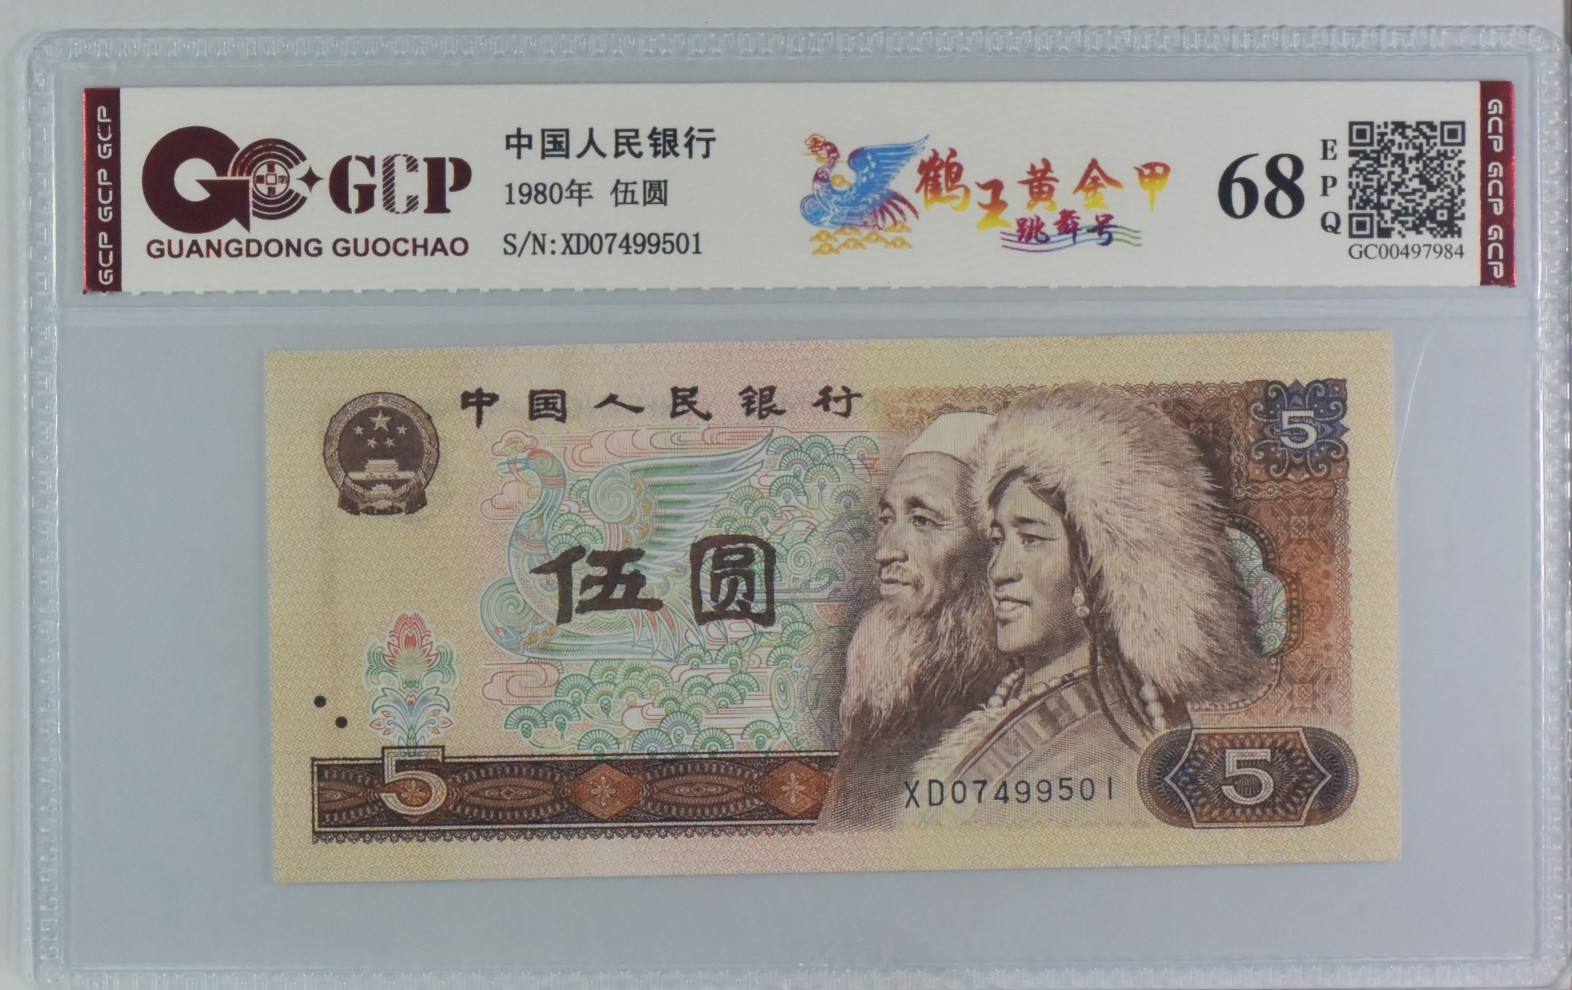 GCP GCP GCP
GCP
GUANGDONG GUOCHAO
中国人民银行
1980年 伍圆
S/N:XD07499501
鹤王黄金甲
跳舞号
68
EPQ
GC00497984
GCP GCP GCP
中国人民银行
5
伍圆
5
XD07499501
5